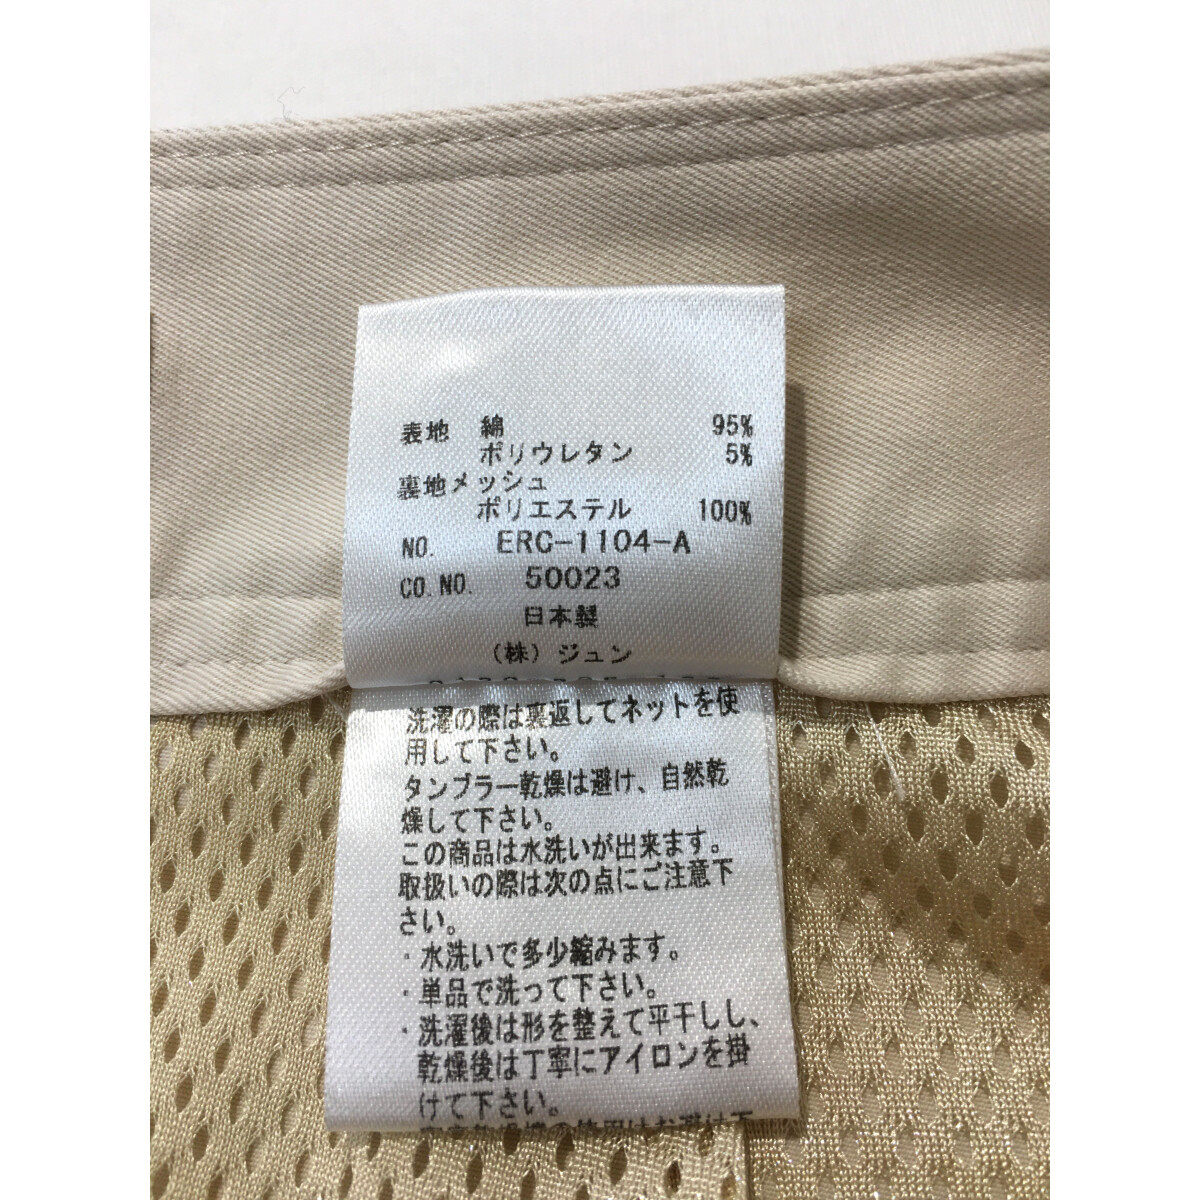 表地 綿 95%
ポリウレタン 5%
裏地メッシュ
ポリエステル 100%
NO. ERC-1104-A
CO.NO. 50023
日本製
(株)ジュン
洗濯の際は裏返してネットを使
用して下さい。
タンブラー乾燥は避け、自然乾
燥して下さい。
この商品は水洗いが出来ます。
取扱いの際は次の点にご注意下
さい。
・水洗いで多少縮みます。
・単品で洗って下さい。
・洗濯後は形を整えて平干しし、
乾燥後は丁寧にアイロンを掛
けて下さい。